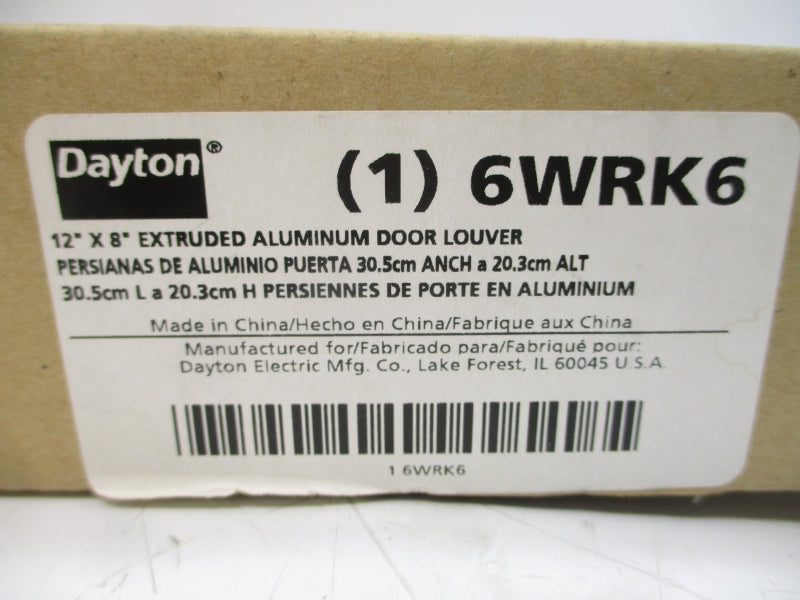 Dayton® (1) 6WRK6
12" X 8" EXTRUDED ALUMINUM DOOR LOUVER
PERSIANAS DE ALUMINIO PUERTA 30.5cm ANCH a 20.3cm ALT
30.5cm L a 20.3cm H PERSIENNES DE PORTE EN ALUMINIUM
Made in China/Hecho en China/Fabrique aux China
Manufactured for/Fabricado para/Fabriqué pour:
Dayton Electric Mfg. Co., Lake Forest, IL 60045 U.S.A.
1 6WRK6